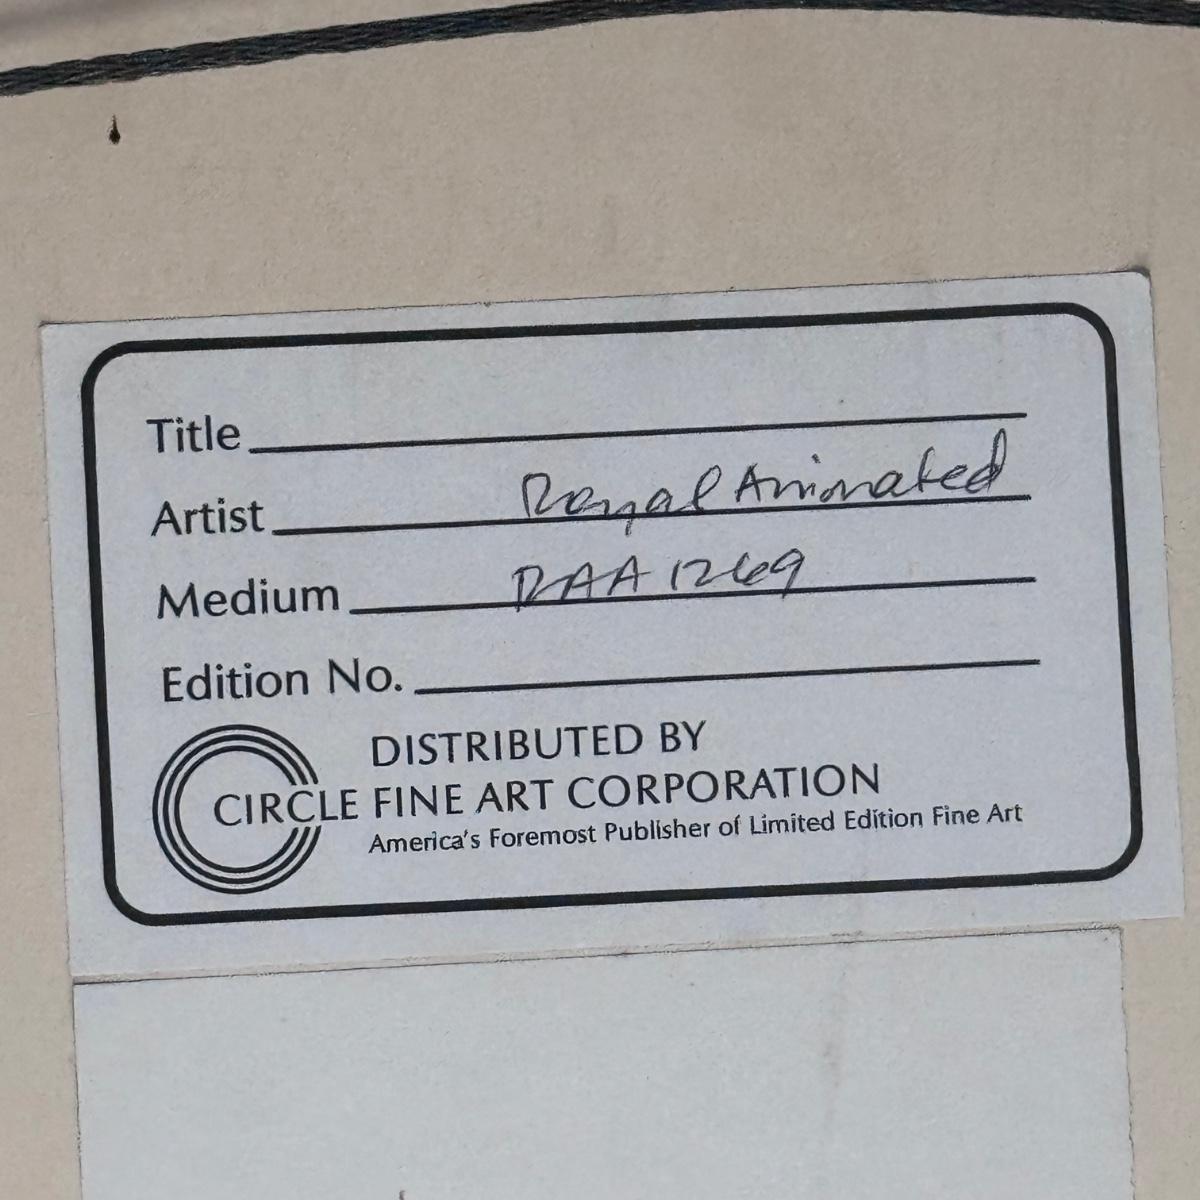 Title
Artist Royal Animated
Medium RAA 1269
Edition No.
DISTRIBUTED BY
CIRCLE FINE ART CORPORATION
America's Foremost Publisher of Limited Edition Fine Art